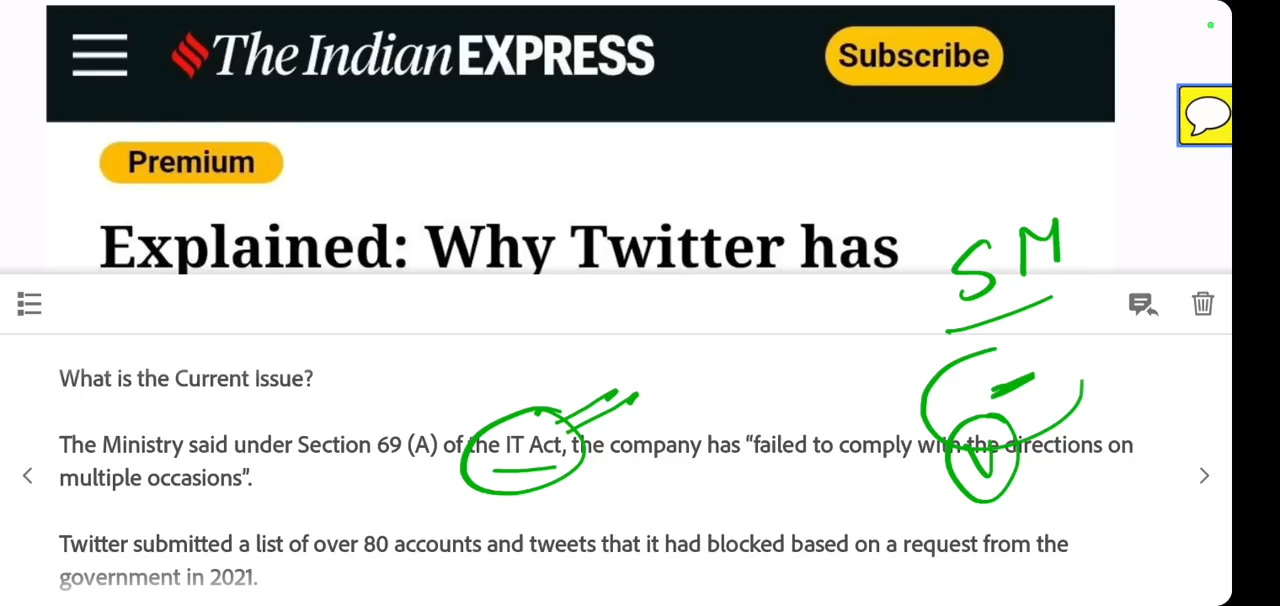 The Indian EXPRESS
Subscribe
Premium
Explained: Why Twitter has
SM
What is the Current Issue?
The Ministry said under Section 69 (A) of the IT Act, the company has “failed to comply with the directions on
multiple occasions”.
Twitter submitted a list of over 80 accounts and tweets that it had blocked based on a request from the
government in 2021.